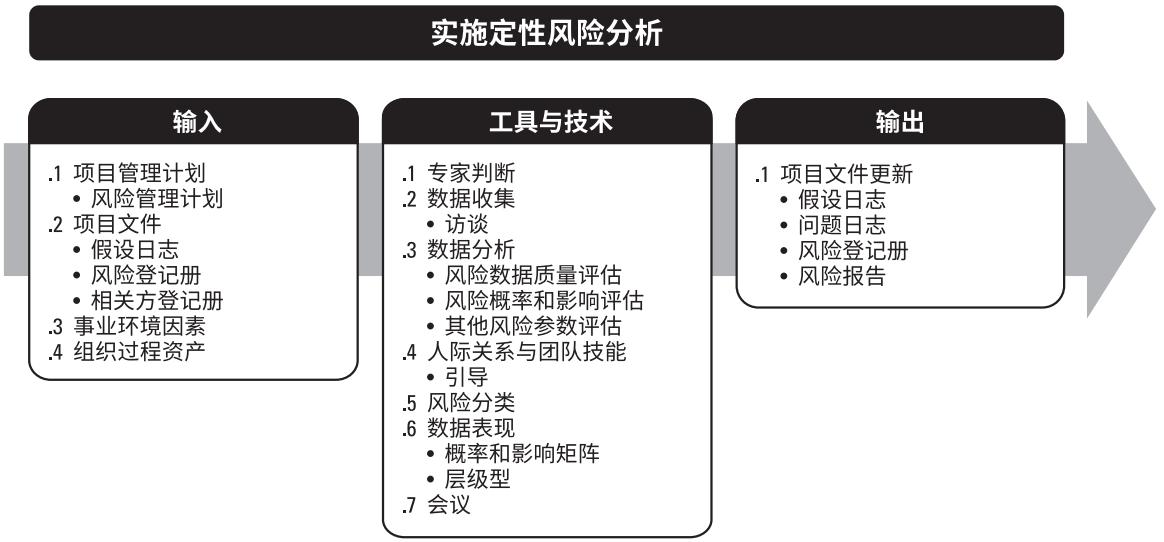 实施定性风险分析
输入
.1 项目管理计划
• 风险管理计划
.2 项目文件
• 假设日志
• 风险登记册
• 相关方登记册
.3 事业环境因素
.4 组织过程资产
工具与技术
.1 专家判断
.2 数据收集
• 访谈
.3 数据分析
• 风险数据质量评估
• 风险概率和影响评估
• 其他风险参数评估
.4 人际关系与团队技能
• 引导
.5 风险分类
.6 数据表现
• 概率和影响矩阵
• 层级型
.7 会议
输出
.1 项目文件更新
• 假设日志
• 问题日志
• 风险登记册
• 风险报告